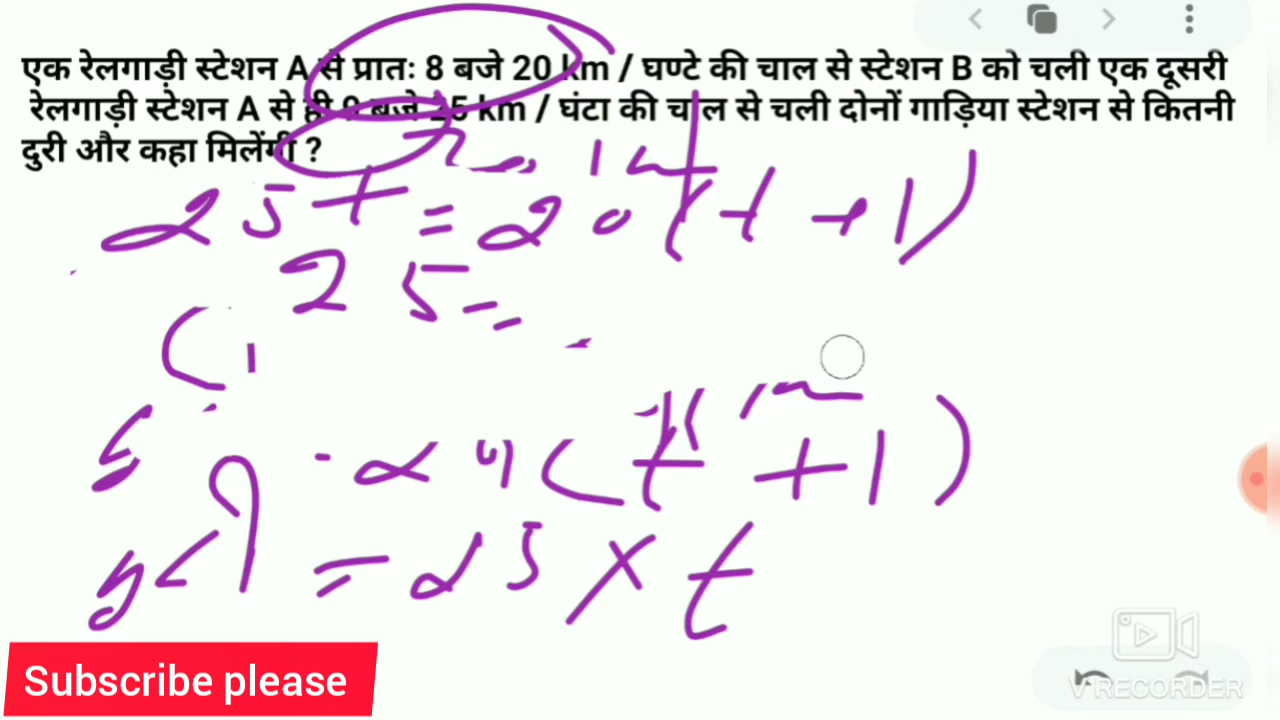 एक रेलगाड़ी स्टेशन A से प्रातः 8 बजे 20 km / घण्टे की चाल से स्टेशन B को चली एक दूसरी
रेलगाड़ी स्टेशन A से ही 9 बजे 25 km / घंटा की चाल से चली दोनों गाड़िया स्टेशन से कितनी
दुरी और कहा मिलेंगी ?
25t = 20(t+1)
25 =
(t + 1)
= 25 x t
Subscribe please
V RECORDER